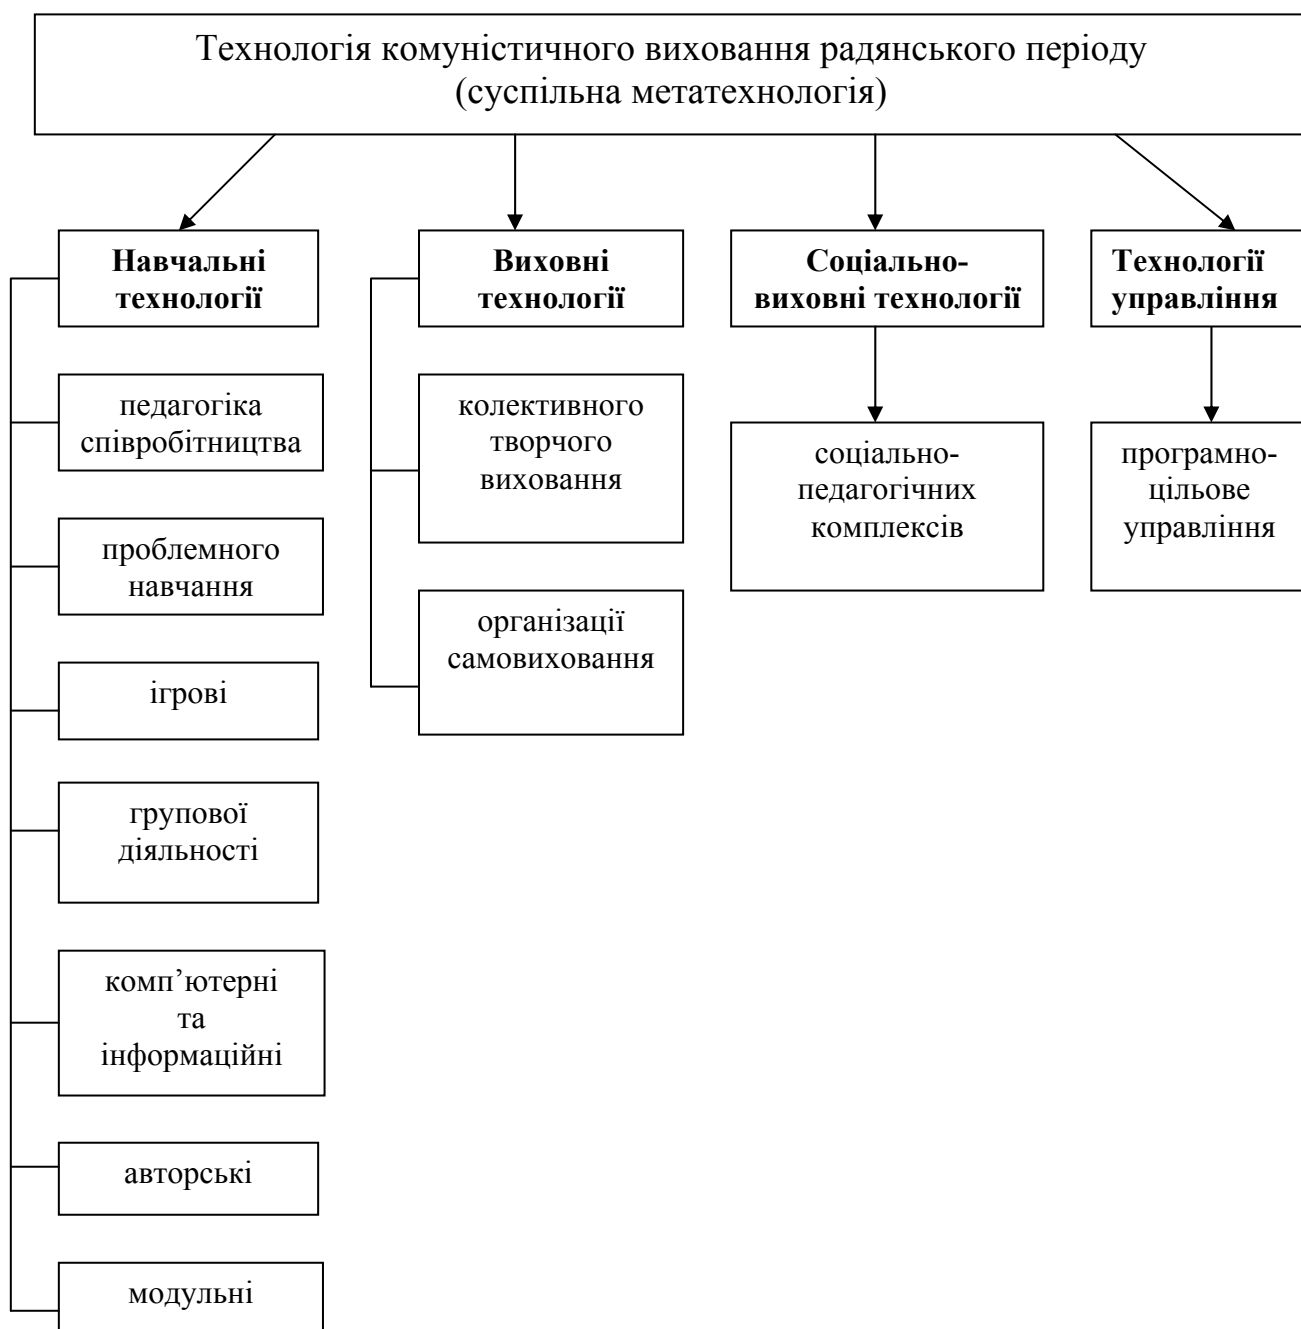 Технологія комуністичного виховання радянського періоду
(суспільна метатехнологія)
Навчальні
технології
педагогіка
співробітництва
проблемного
навчання
ігрові
групової
діяльності
комп’ютерні
та
інформаційні
авторські
модульні
Виховні
технології
колективного
творчого
виховання
організації
самовиховання
Соціально-
виховні технології
соціально-
педагогічних
комплексів
Технології
управління
програмно-
цільове
управління